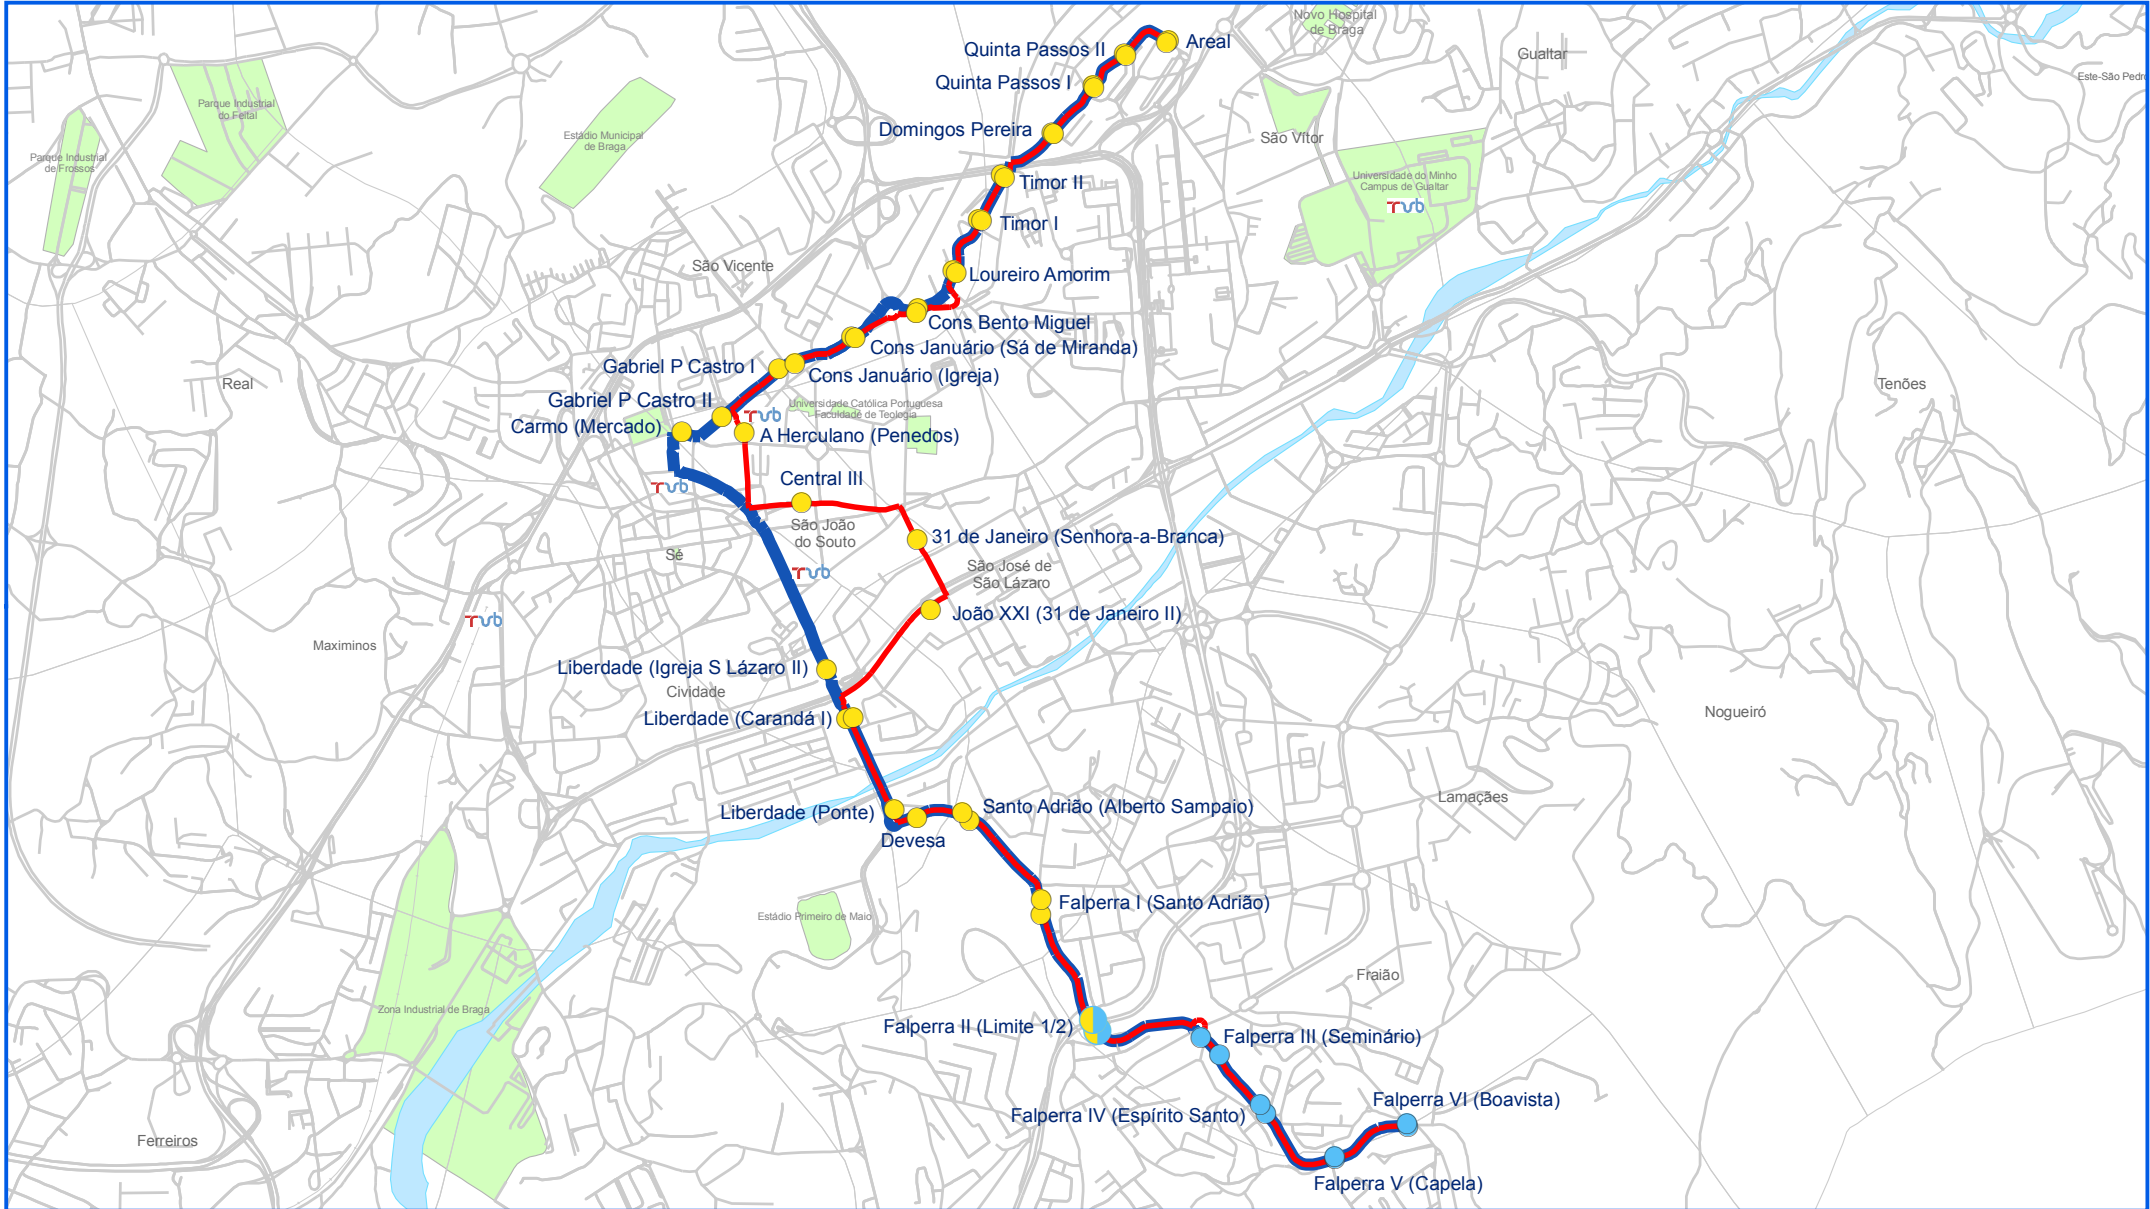 Novo Hospital
de Braga
Quinta Passos II
Areal
Gualtar
Quinta Passos I
Este-São Pedro
Parque Industrial
do Feital
Domingos Pereira
Estádio Municipal
de Braga
São Vítor
Parque Industrial
de Frossos
Timor II
Universidade do Minho
Campus de Gualtar
TUB
Timor I
São Vicente
Loureiro Amorim
Cons Bento Miguel
Cons Januário (Sá de Miranda)
Gabriel P Castro I
Cons Januário (Igreja)
Real
Tenões
Gabriel P Castro II
Universidade Católica Portuguesa
Faculdade de Teologia
TUB
Carmo (Mercado)
A Herculano (Penedos)
Central III
TUB
São João
do Souto
31 de Janeiro (Senhora-a-Branca)
Sé
São José de
São Lázaro
TUB
João XXI (31 de Janeiro II)
TUB
Maximinos
Liberdade (Igreja S Lázaro II)
Cividade
Liberdade (Carandá I)
Nogueiró
Lamaçães
Santo Adrião (Alberto Sampaio)
Liberdade (Ponte)
Devesa
Falperra I (Santo Adrião)
Estádio Primeiro de Maio
Fraião
Zona Industrial de Braga
Falperra II (Limite 1/2)
Falperra III (Seminário)
Falperra VI (Boavista)
Falperra IV (Espírito Santo)
Ferreiros
Falperra V (Capela)